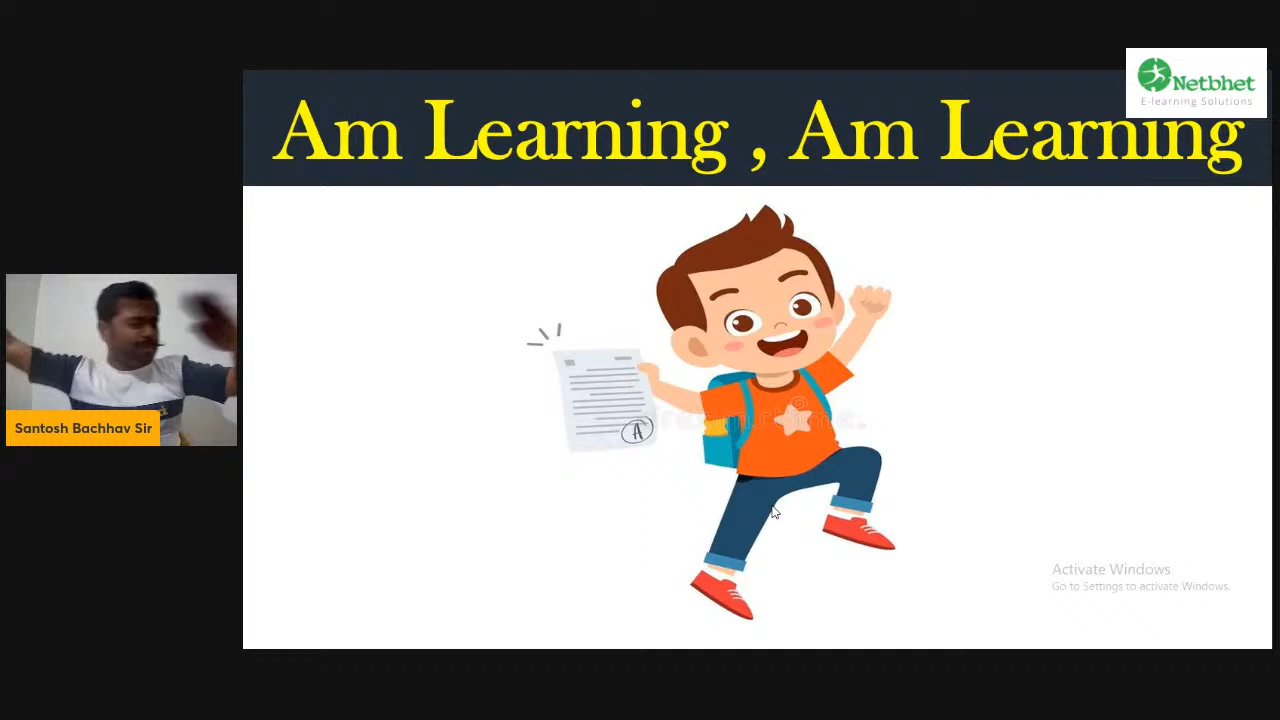 Netbhet
E-learning Solutions
Am Learning , Am Learning
Santosh Bachhav Sir
A
Activate Windows
Go to Settings to activate Windows.